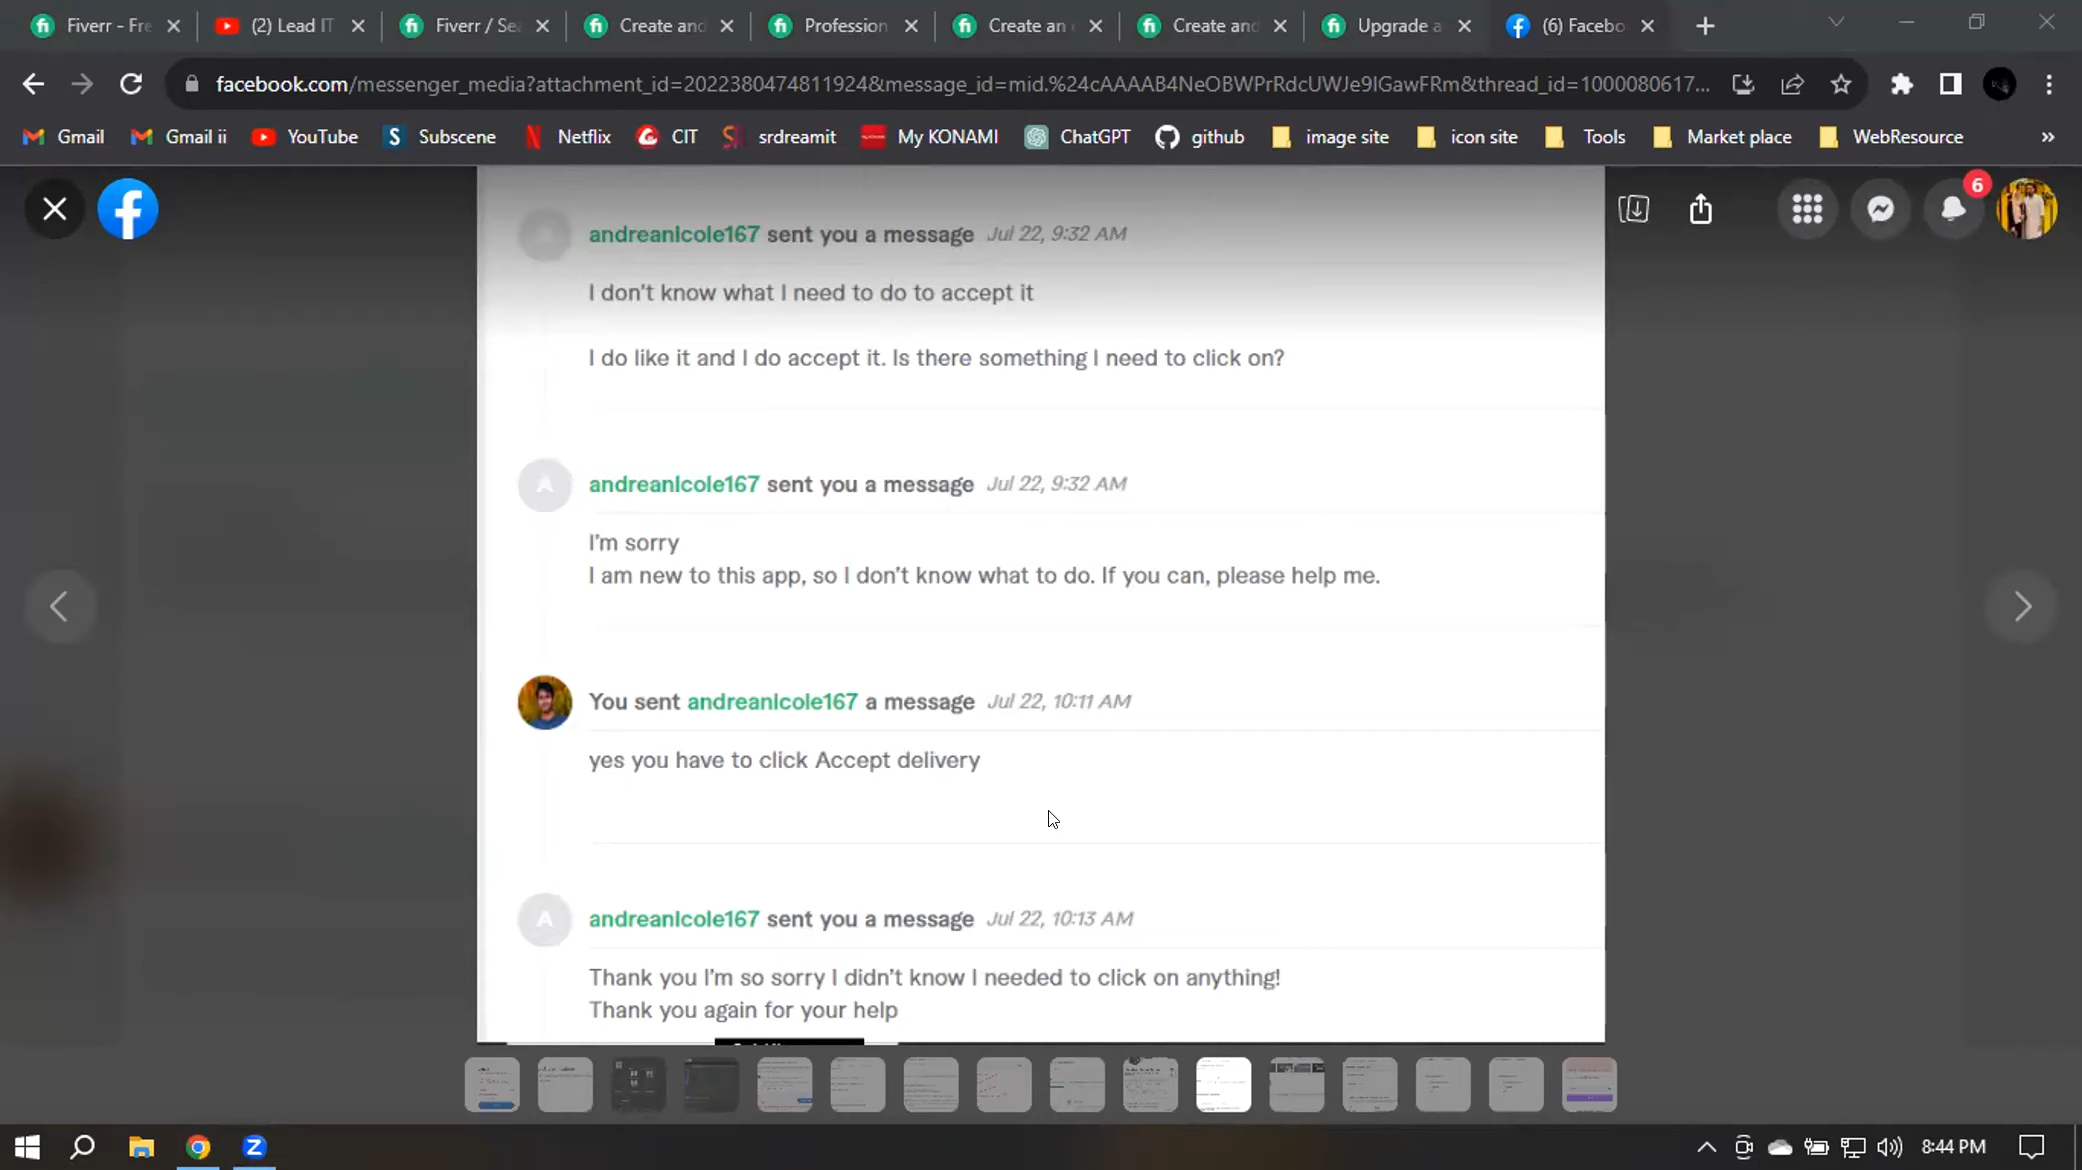 Fiverr - Fre
(2) Lead IT
Fiverr / Sea
Create and
Profession
Create an
Create and
Upgrade a
(6) Facebo
facebook.com/messenger_media?attachment_id=2022380474811924&message_id=mid.%24cAAAAB4NeOBWPrRdcUWJe9lGawFRm&thread_id=1000080617...
Gmail
Gmail ii
YouTube
Subscene
Netflix
CIT
srdreamit
My KONAMI
ChatGPT
github
image site
icon site
Tools
Market place
WebResource
»
6
andreanlcole167 sent you a message Jul 22, 9:32 AM
I don't know what I need to do to accept it
I do like it and I do accept it. Is there something I need to click on?
A
andreanlcole167 sent you a message Jul 22, 9:32 AM
I'm sorry
I am new to this app, so I don't know what to do. If you can, please help me.
You sent andreanlcole167 a message Jul 22, 10:11 AM
yes you have to click Accept delivery
A
andreanlcole167 sent you a message Jul 22, 10:13 AM
Thank you I'm so sorry I didn't know I needed to click on anything!
Thank you again for your help
8:44 PM